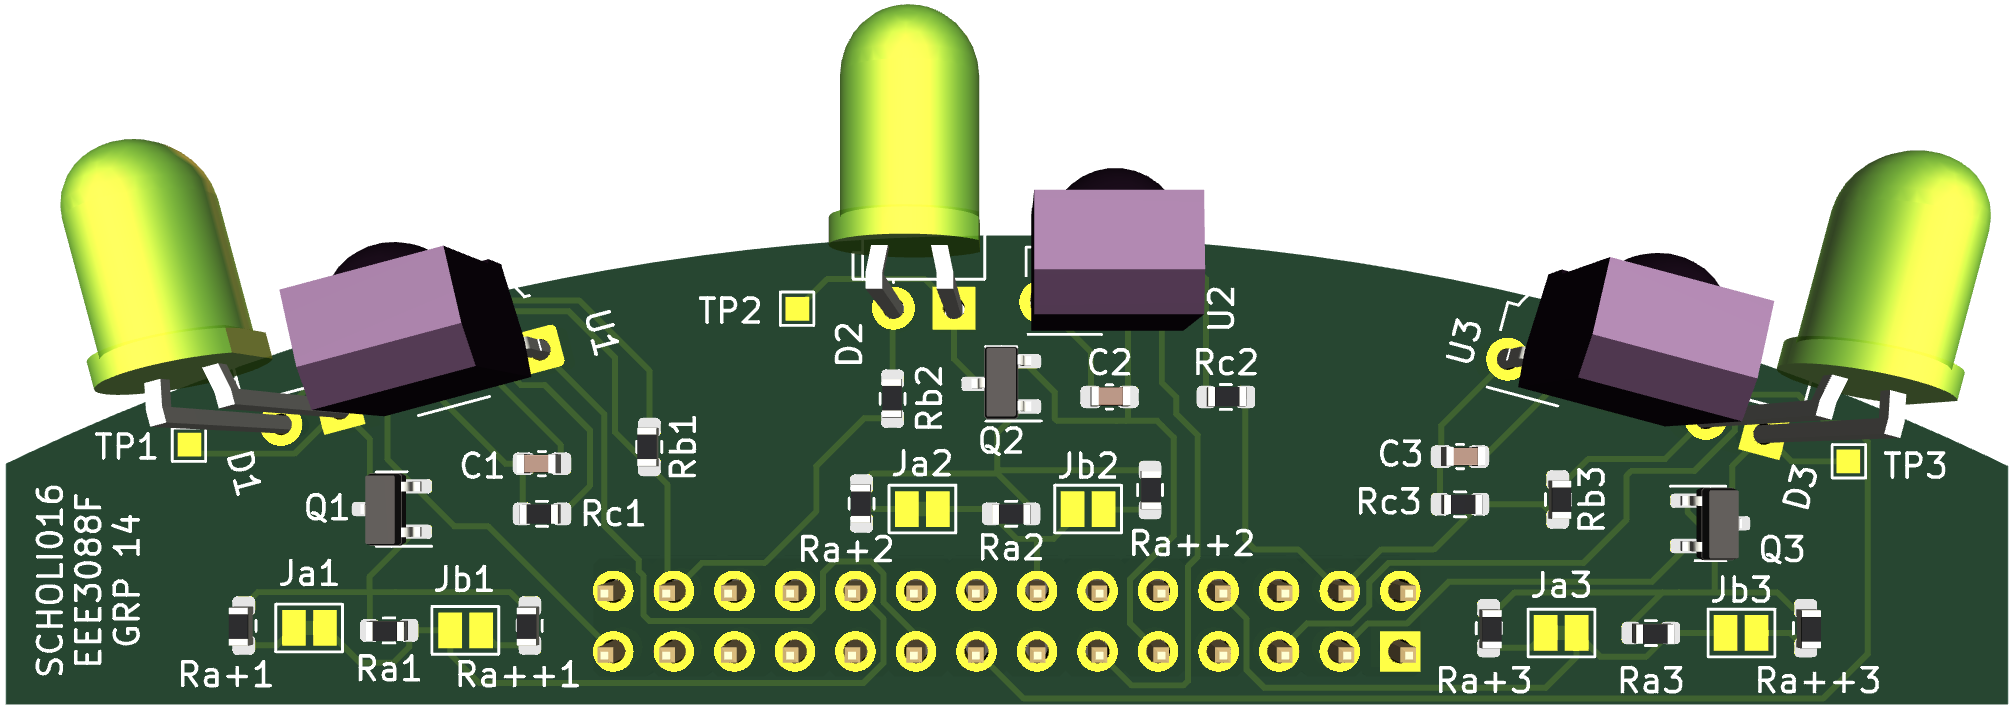 TP2
D2
U2
U1
U3
C2
Rc2
Rb2
Q2
TP1
D1
C1
Rb1
Ja2
Jb2
C3
Rc3
Rb3
D3
TP3
Q1
Rc1
Ra+2
Ra2
Ra++2
Q3
SCHOLI016
EEE3088F
GRP 14
Ja1
Jb1
Ja3
Jb3
Ra+1
Ra1
Ra++1
Ra+3
Ra3
Ra++3